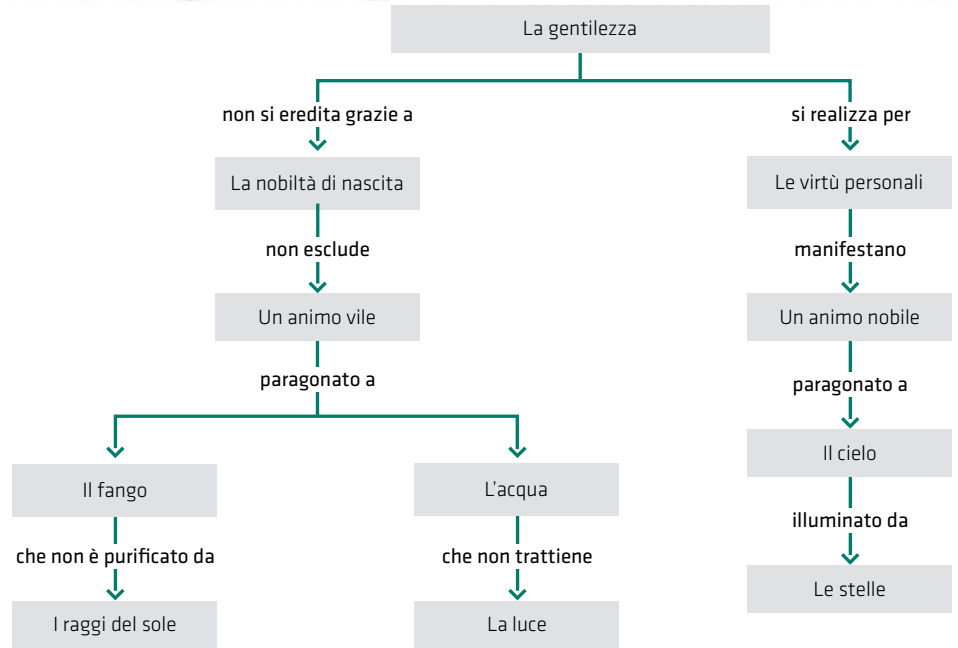 La gentilezza
non si eredita grazie a
si realizza per
La nobiltà di nascita
Le virtù personali
non esclude
manifestano
Un animo vile
Un animo nobile
paragonato a
paragonato a
Il fango
L'acqua
Il cielo
che non è purificato da
che non trattiene
illuminato da
I raggi del sole
La luce
Le stelle